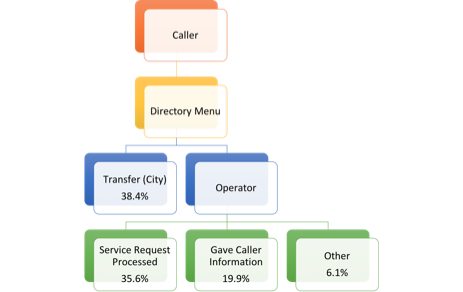 Caller
Directory Menu
Transfer (City)
38.4%
Operator
Service Request
Processed
35.6%
Gave Caller
Information
19.9%
Other
6.1%